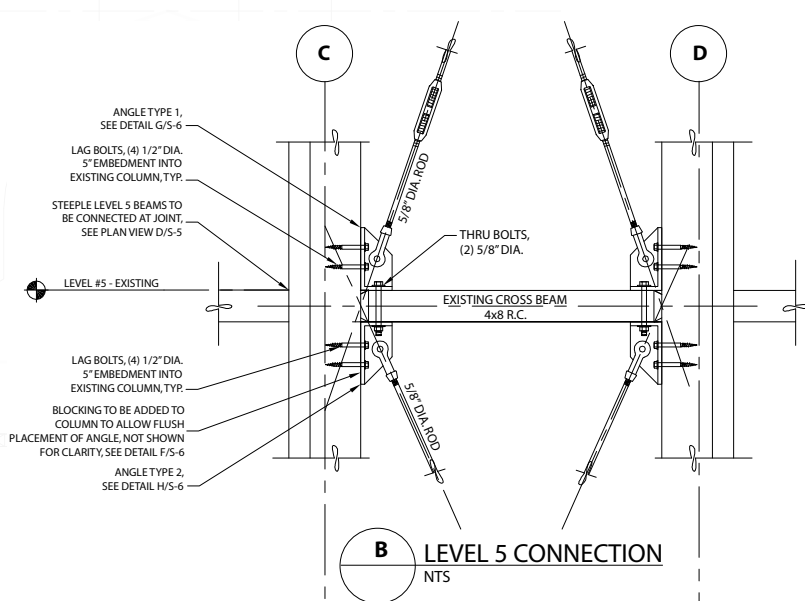 C
D
ANGLE TYPE 1,
SEE DETAIL G/S-6
LAG BOLTS, (4) 1/2" DIA.
5" EMBEDMENT INTO
EXISTING COLUMN, TYP.
STEEPLE LEVEL 5 BEAMS TO
BE CONNECTED AT JOINT,
SEE PLAN VIEW D/S-5
5/8" DIA. ROD
THRU BOLTS,
(2) 5/8" DIA.
LEVEL #5 - EXISTING
EXISTING CROSS BEAM
4x8 R.C.
LAG BOLTS, (4) 1/2" DIA.
5" EMBEDMENT INTO
EXISTING COLUMN, TYP.
BLOCKING TO BE ADDED TO
COLUMN TO ALLOW FLUSH
PLACEMENT OF ANGLE, NOT SHOWN
FOR CLARITY, SEE DETAIL F/S-6
ANGLE TYPE 2,
SEE DETAIL H/S-6
5/8" DIA. ROD
B
LEVEL 5 CONNECTION
NTS